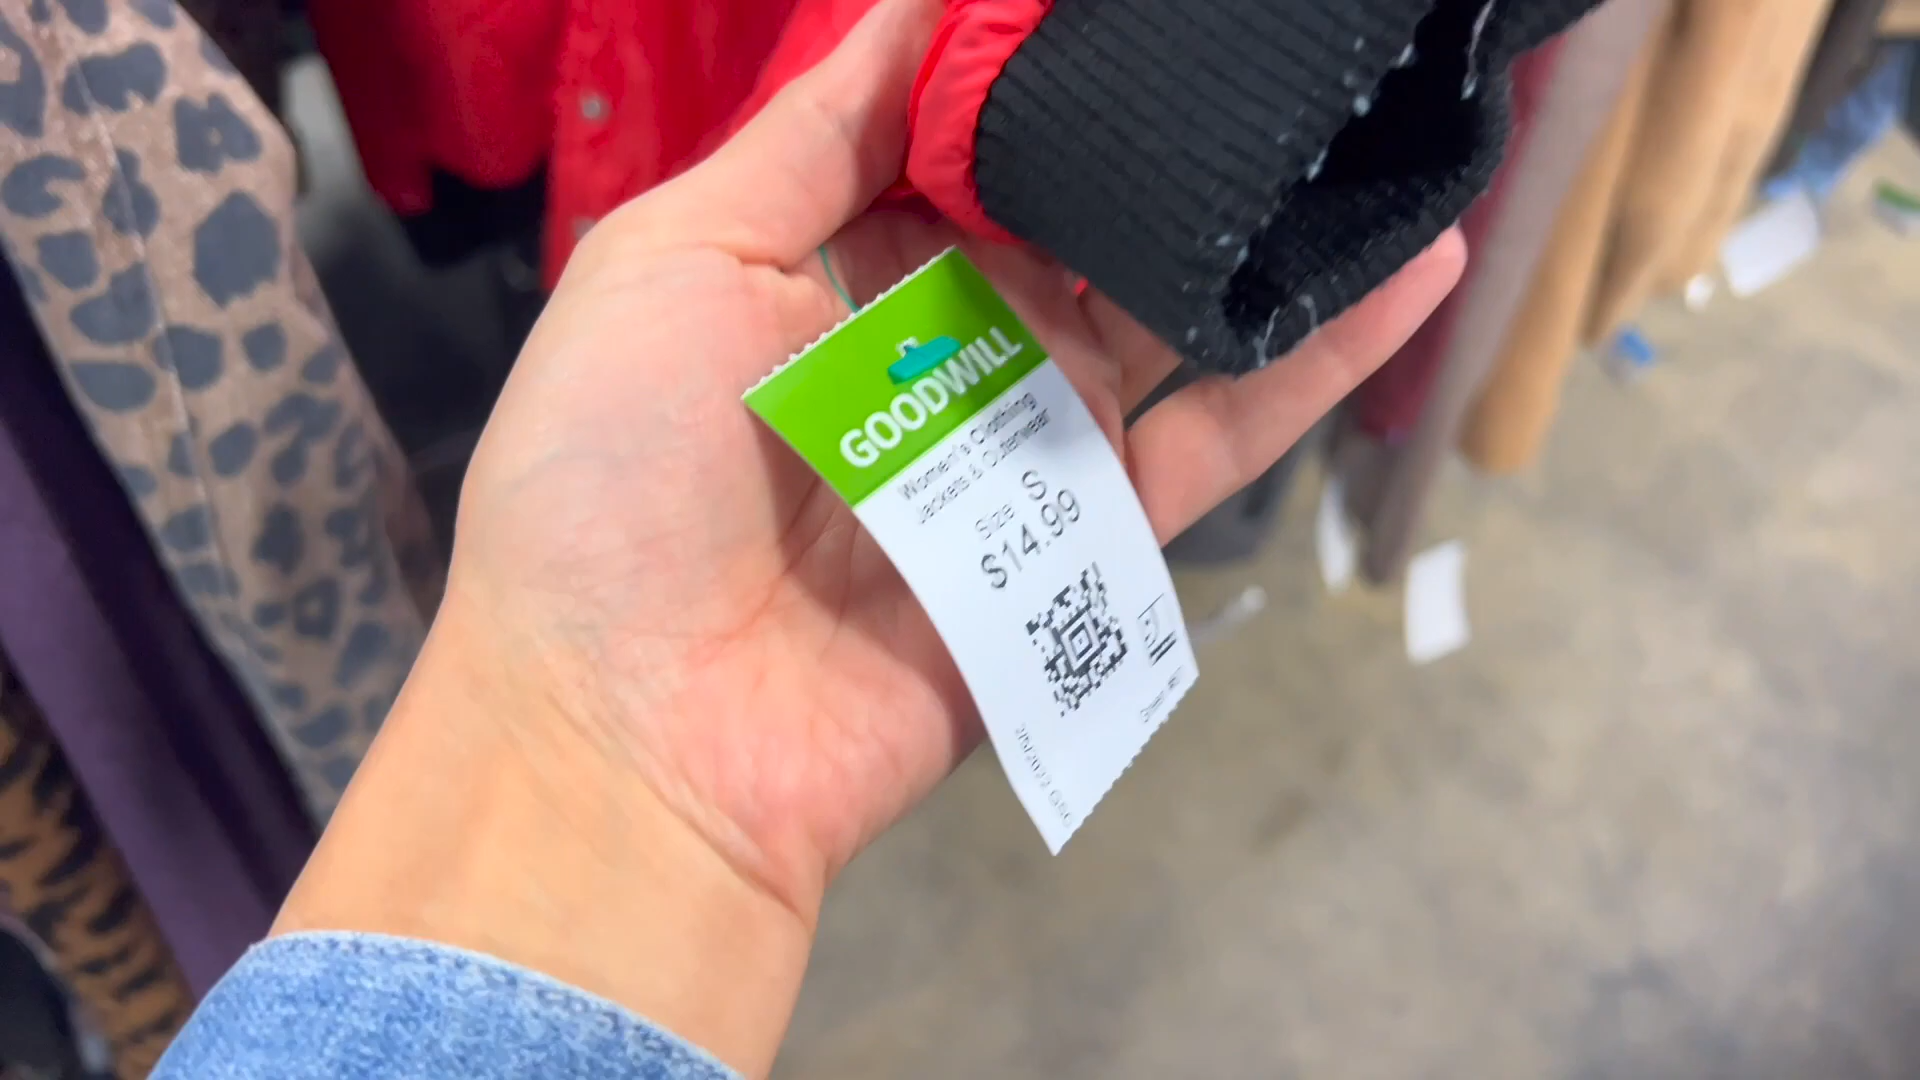 GOODWILL
Women's Clothing
Jackets & Outerwear
Size S
$14.99